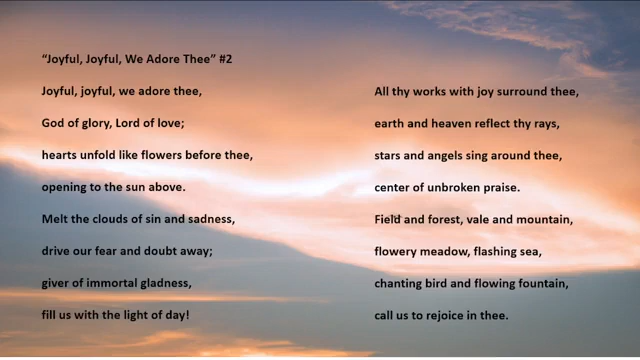 “Joyful, Joyful, We Adore Thee” #2
Joyful, joyful, we adore thee,
God of glory, Lord of love;
hearts unfold like flowers before thee,
opening to the sun above.
Melt the clouds of sin and sadness,
drive our fear and doubt away;
giver of immortal gladness,
fill us with the light of day!
All thy works with joy surround thee,
earth and heaven reflect thy rays,
stars and angels sing around thee,
center of unbroken praise.
Field and forest, vale and mountain,
flowery meadow, flashing sea,
chanting bird and flowing fountain,
call us to rejoice in thee.